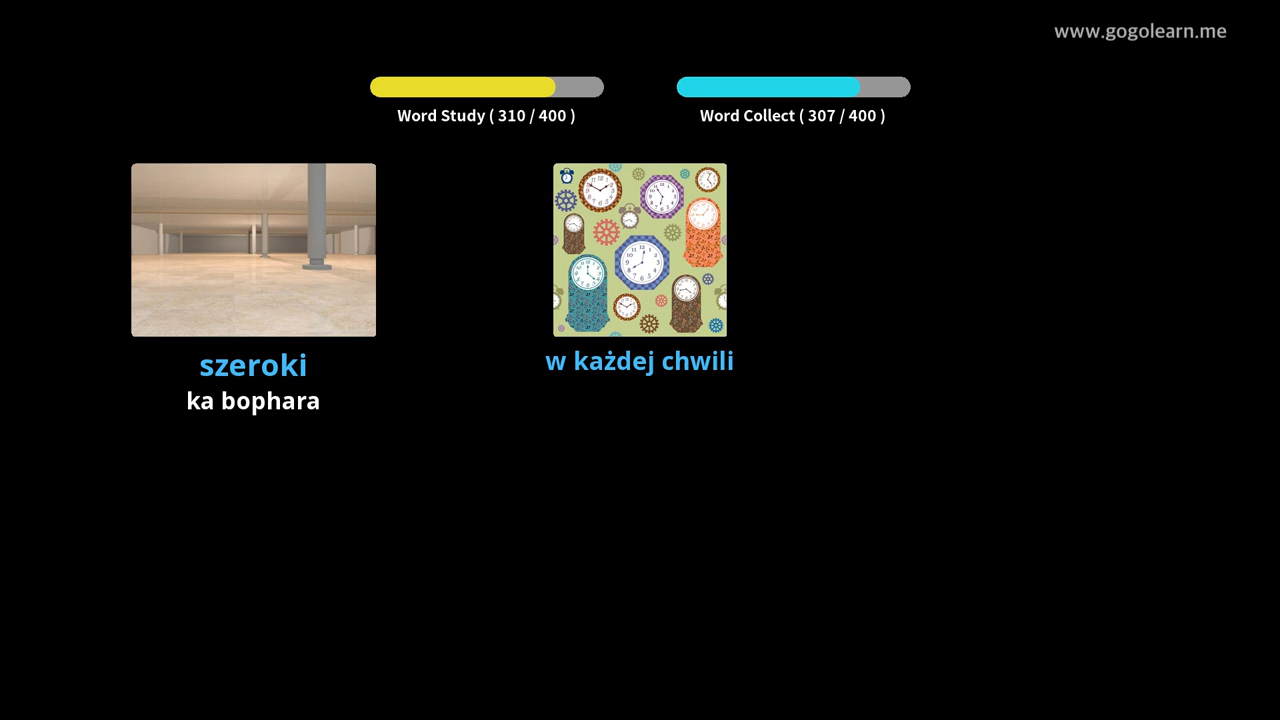 www.gogolearn.me
Word Study ( 310 / 400 )
Word Collect ( 307 / 400 )
szeroki
ka bophara
w każdej chwili